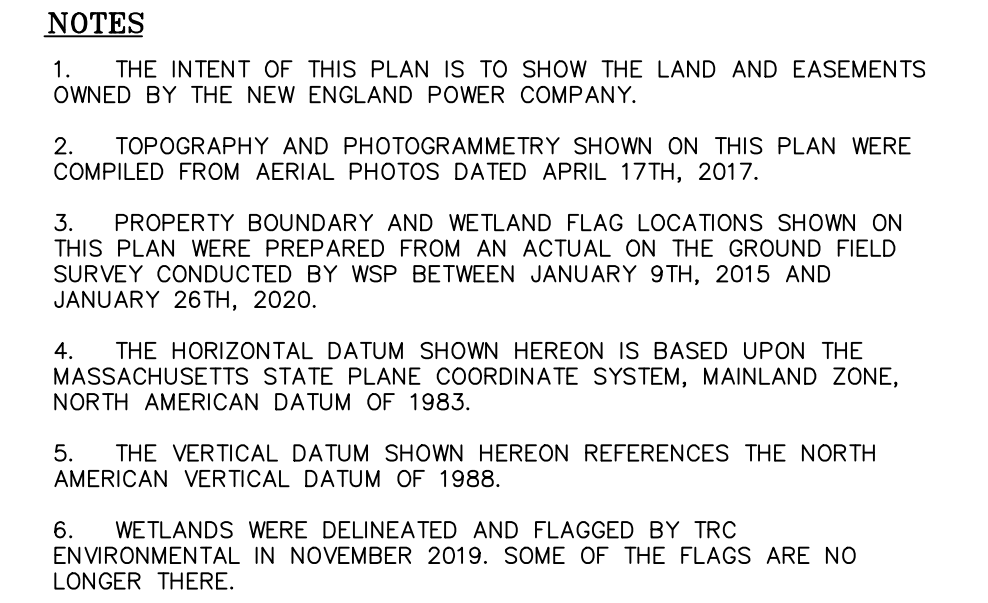 NOTES
1. THE INTENT OF THIS PLAN IS TO SHOW THE LAND AND EASEMENTS
OWNED BY THE NEW ENGLAND POWER COMPANY.
2. TOPOGRAPHY AND PHOTOGRAMMETRY SHOWN ON THIS PLAN WERE
COMPILED FROM AERIAL PHOTOS DATED APRIL 17TH, 2017.
3. PROPERTY BOUNDARY AND WETLAND FLAG LOCATIONS SHOWN ON
THIS PLAN WERE PREPARED FROM AN ACTUAL ON THE GROUND FIELD
SURVEY CONDUCTED BY WSP BETWEEN JANUARY 9TH, 2015 AND
JANUARY 26TH, 2020.
4. THE HORIZONTAL DATUM SHOWN HEREON IS BASED UPON THE
MASSACHUSETTS STATE PLANE COORDINATE SYSTEM, MAINLAND ZONE,
NORTH AMERICAN DATUM OF 1983.
5. THE VERTICAL DATUM SHOWN HEREON REFERENCES THE NORTH
AMERICAN VERTICAL DATUM OF 1988.
6. WETLANDS WERE DELINEATED AND FLAGGED BY TRC
ENVIRONMENTAL IN NOVEMBER 2019. SOME OF THE FLAGS ARE NO
LONGER THERE.